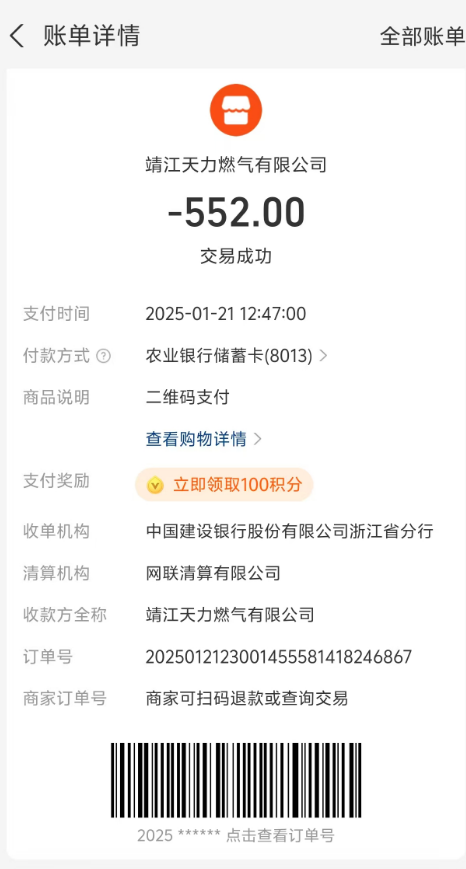 账单详情
全部账单
靖江天力燃气有限公司
-552.00
交易成功
支付时间 2025-01-21 12:47:00
付款方式 ? 农业银行储蓄卡(8013)
商品说明 二维码支付
查看购物详情
支付奖励 立即领取100积分
收单机构 中国建设银行股份有限公司浙江省分行
清算机构 网联清算有限公司
收款方全称 靖江天力燃气有限公司
订单号 2025012123001455581418246867
商家订单号 商家可扫码退款或查询交易
2025 ****** 点击查看订单号